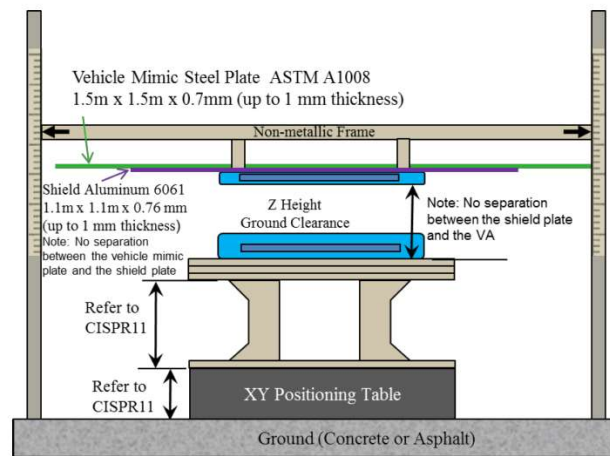 Vehicle Mimic Steel Plate  ASTM A1008
1.5m x 1.5m x 0.7mm (up to 1 mm thickness)
Non-metallic Frame
Shield Aluminum 6061
1.1m x 1.1m x 0.76 mm
(up to 1 mm thickness)
Note: No separation
between the vehicle mimic
plate and the shield plate
Z Height
Ground Clearance
Note: No separation
between the shield plate
and the VA
Refer to
CISPR11
Refer to
CISPR11
XY Positioning Table
Ground (Concrete or Asphalt)